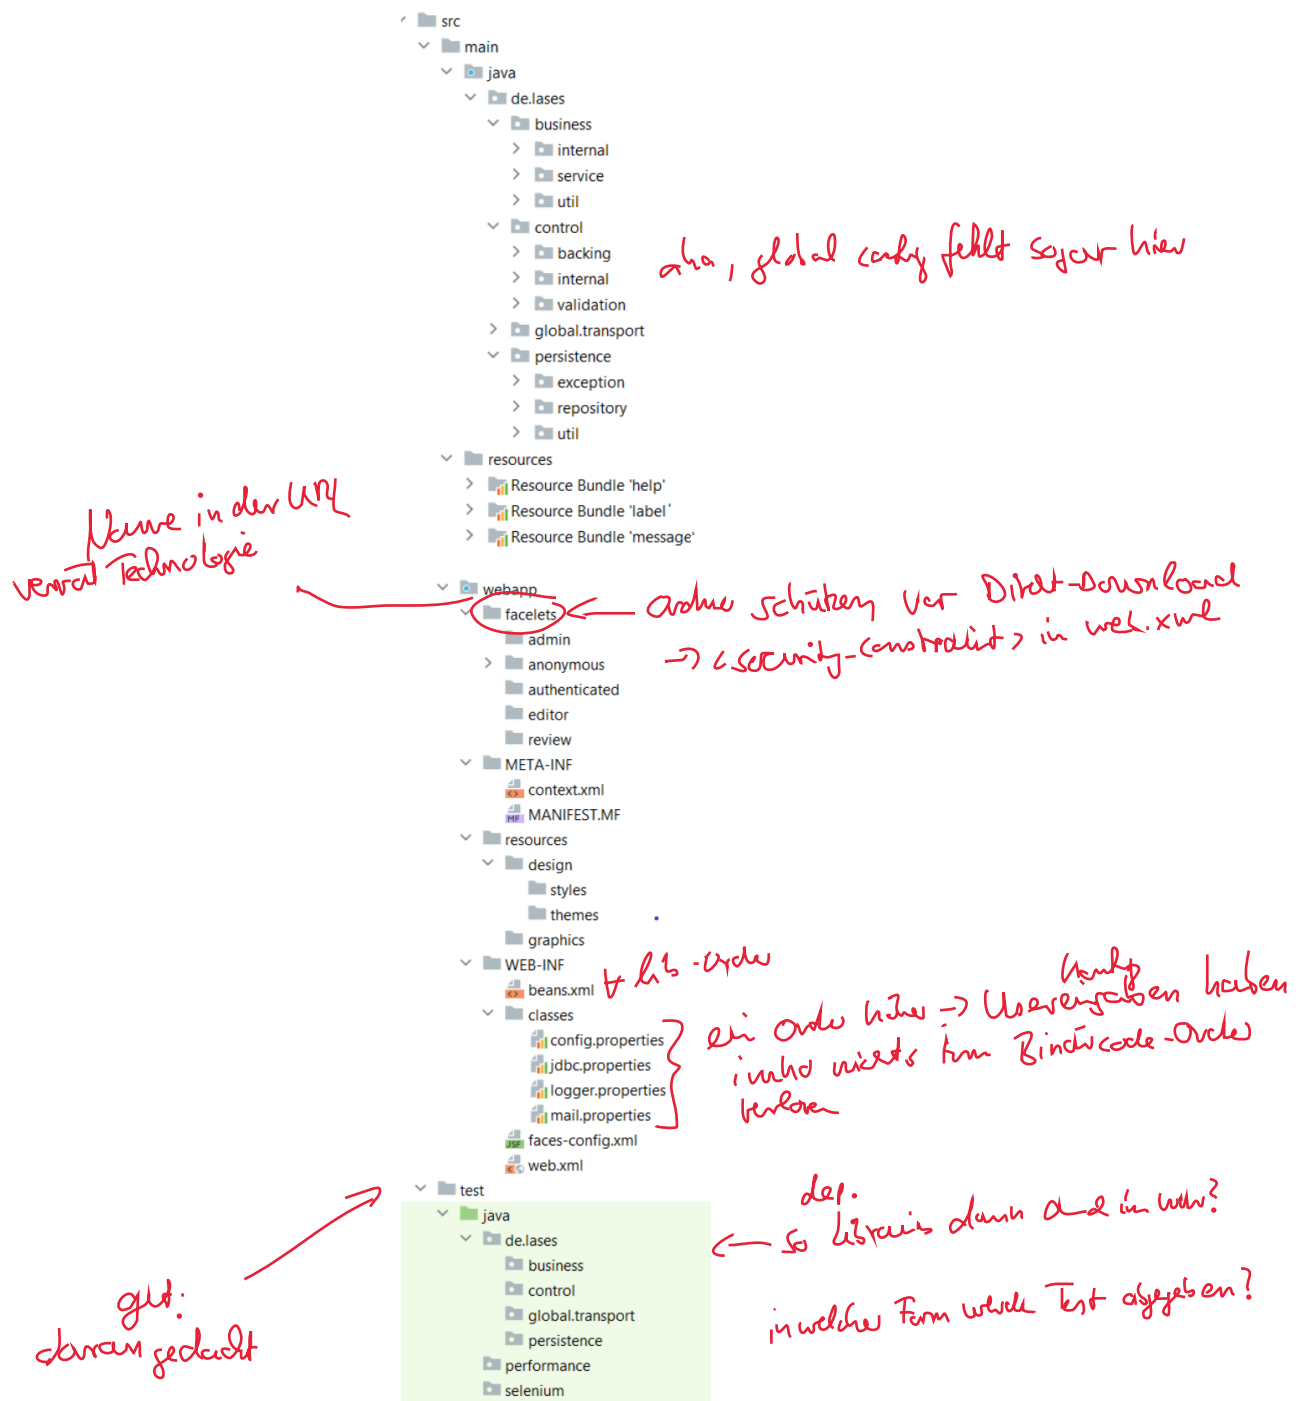 src
main
java
de.lases
business
internal
service
util
control
backing
internal
validation
aha, global config fehlt sogar hier
global.transport
persistence
exception
repository
util
resources
Resource Bundle 'help'
Resource Bundle 'label'
Resource Bundle 'message'
Name in der URL
verrät Technologie
webapp
facelets
Ordner schützen vor Direkt-Download
-> <security-constraint> in web.xml
admin
anonymous
authenticated
editor
review
META-INF
context.xml
MANIFEST.MF
resources
design
styles
themes
graphics
WEB-INF
lib-Ordner
beans.xml
classes
config.properties
jdbc.properties
logger.properties
mail.properties
ein Ordner höher -> Usereingaben haben
imho nichts im Binärcode-Ordner
verloren
faces-config.xml
web.xml
test
java
de.lases
business
control
global.transport
persistence
performance
selenium
dep.
so libraries dann auch in war?
in welcher Form werden Test abgegeben?
gut:
daran gedacht